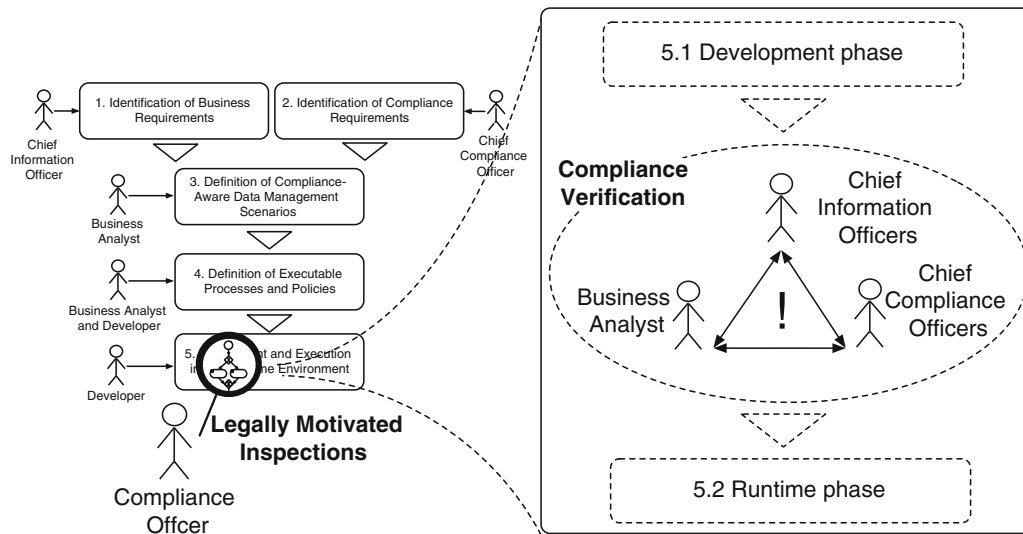 1. Identification of Business
Requirements
2. Identification of Compliance
Requirements
Chief
Information
Officer
Chief
Compliance
Officer
3. Definition of Compliance-
Aware Data Management
Scenarios
Business
Analyst
4. Definition of Executable
Processes and Policies
Business Analyst
and Developer
5. nt and Execution
in ne Environment
Developer
Legally Motivated
Inspections
Compliance
Offcer
5.1 Development phase
Compliance
Verification
Chief
Information
Officers
Business
Analyst
!
Chief
Compliance
Officers
5.2 Runtime phase